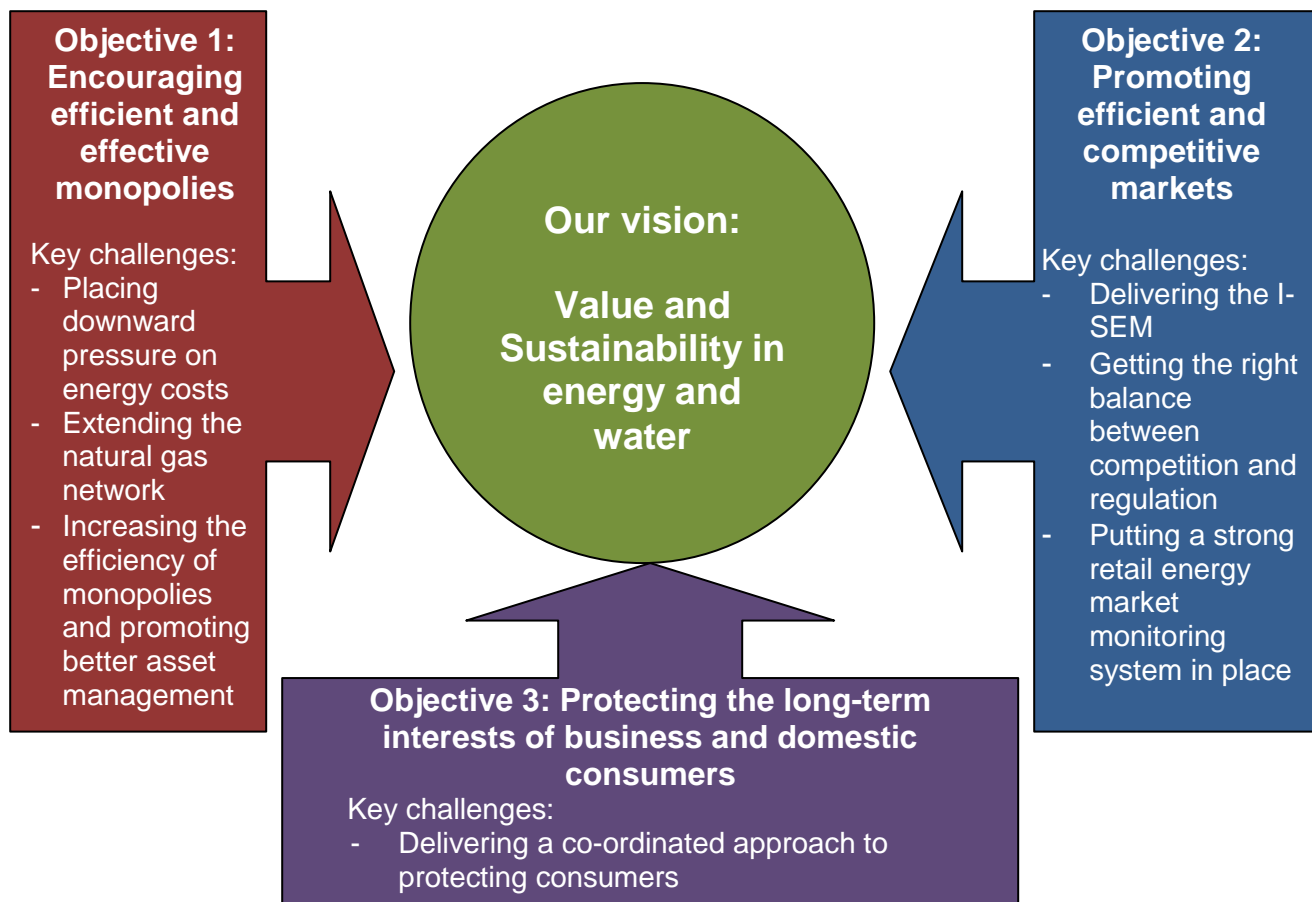 Objective 1:
Encouraging
efficient and
effective
monopolies
Key challenges:
- Placing
downward
pressure on
energy costs
- Extending the
natural gas
network
- Increasing the
efficiency of
monopolies
and promoting
better asset
management
Our vision:
Value and
Sustainability in
energy and
water
Objective 2:
Promoting
efficient and
competitive
markets
Key challenges:
- Delivering the I-
SEM
- Getting the right
balance
between
competition and
regulation
- Putting a strong
retail energy
market
monitoring
system in place
Objective 3: Protecting the long-term
interests of business and domestic
consumers
Key challenges:
- Delivering a co-ordinated approach to
protecting consumers